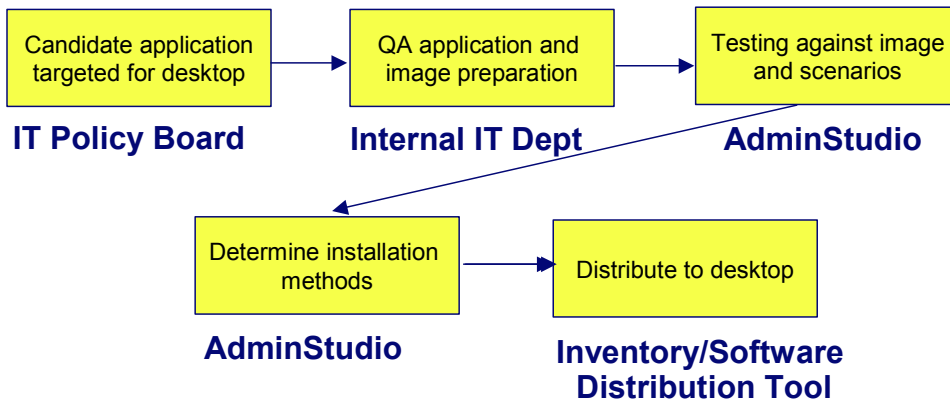 Candidate application
targeted for desktop
IT Policy Board
QA application and
image preparation
Internal IT Dept
Testing against image
and scenarios
AdminStudio
Determine installation
methods
AdminStudio
Distribute to desktop
Inventory/Software
Distribution Tool